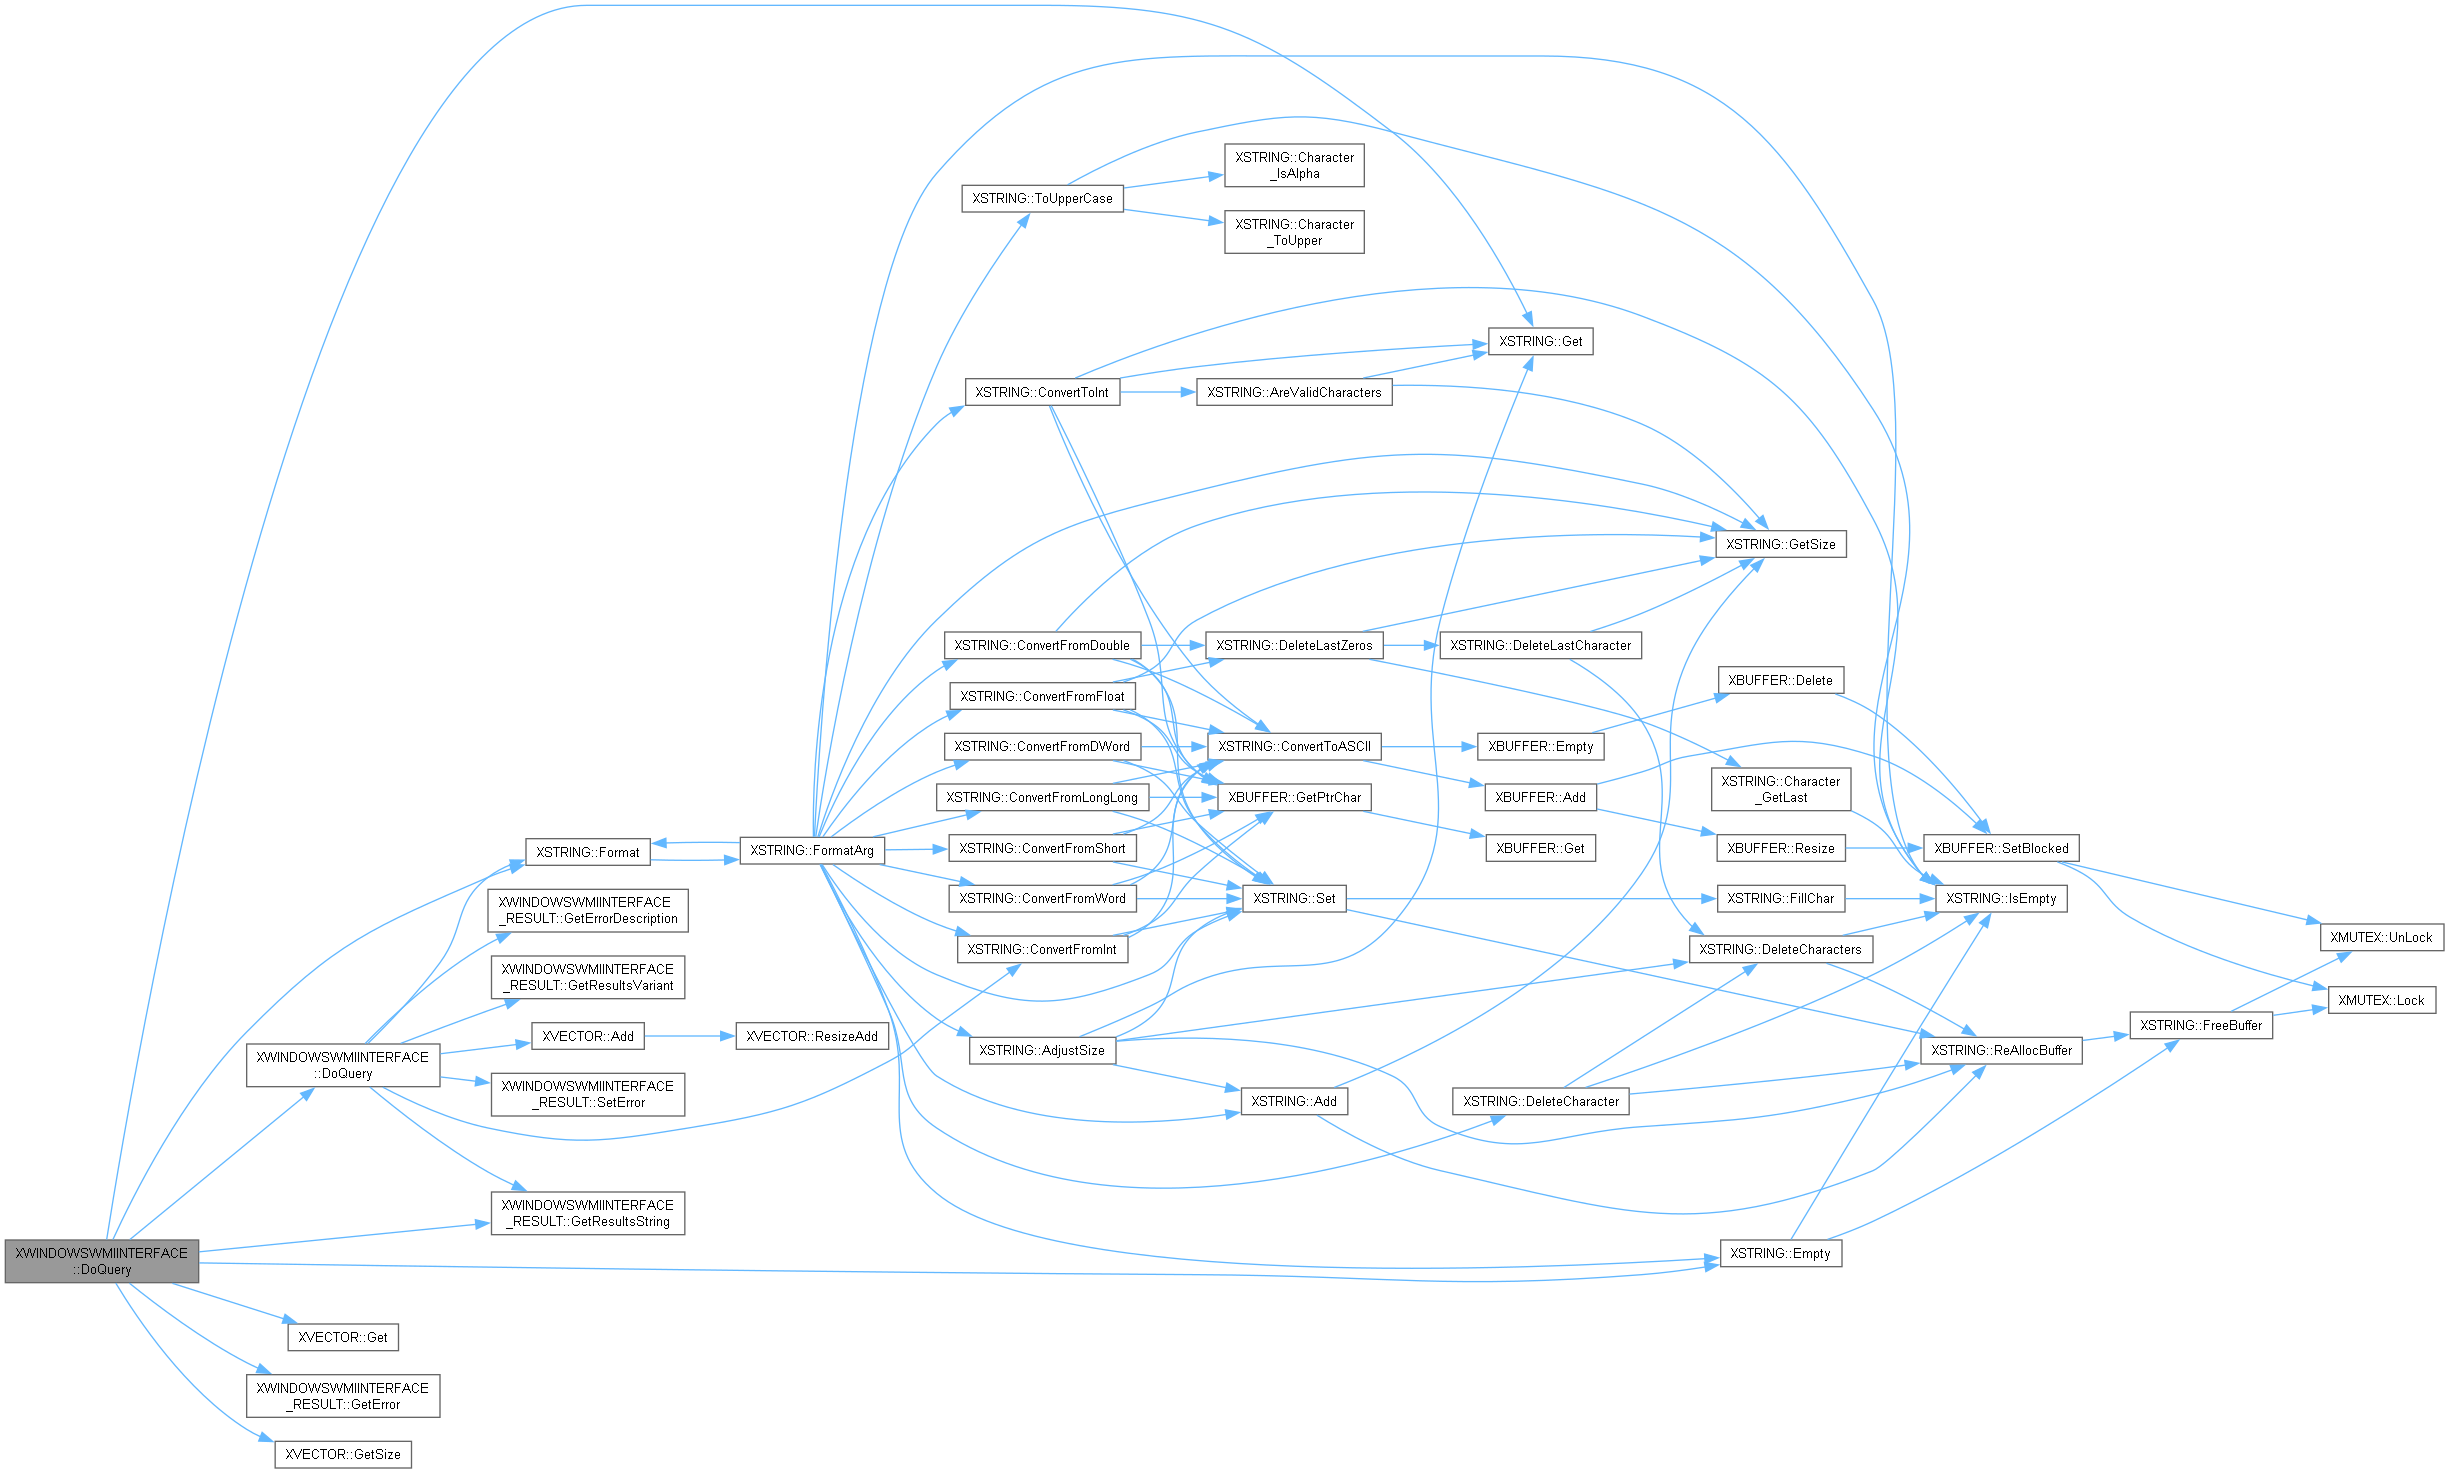 XWINDOWSWMIINTERFACE
::DoQuery
XWINDOWSWMIINTERFACE
::DoQuery
XVECTOR::Get
XWINDOWSWMIINTERFACE
_RESULT::GetError
XVECTOR::GetSize
XSTRING::Format
XWINDOWSWMIINTERFACE
_RESULT::GetErrorDescription
XWINDOWSWMIINTERFACE
_RESULT::GetResultsVariant
XVECTOR::Add
XWINDOWSWMIINTERFACE
_RESULT::SetError
XWINDOWSWMIINTERFACE
_RESULT::GetResultsString
XSTRING::FormatArg
XVECTOR::ResizeAdd
XSTRING::ToUpperCase
XSTRING::ConvertToInt
XSTRING::ConvertFromDouble
XSTRING::ConvertFromFloat
XSTRING::ConvertFromDWord
XSTRING::ConvertFromLongLong
XSTRING::ConvertFromShort
XSTRING::ConvertFromWord
XSTRING::ConvertFromInt
XSTRING::AdjustSize
XSTRING::Character
_IsAlpha
XSTRING::Character
_ToUpper
XSTRING::AreValidCharacters
XSTRING::DeleteLastZeros
XSTRING::ConvertToASCII
XBUFFER::GetPtrChar
XSTRING::Set
XSTRING::Add
XSTRING::Get
XSTRING::DeleteLastCharacter
XBUFFER::Empty
XBUFFER::Add
XBUFFER::Get
XSTRING::DeleteCharacter
XSTRING::GetSize
XBUFFER::Delete
XSTRING::Character
_GetLast
XBUFFER::Resize
XSTRING::FillChar
XSTRING::DeleteCharacters
XSTRING::Empty
XBUFFER::SetBlocked
XSTRING::IsEmpty
XSTRING::ReAllocBuffer
XSTRING::FreeBuffer
XMUTEX::UnLock
XMUTEX::Lock